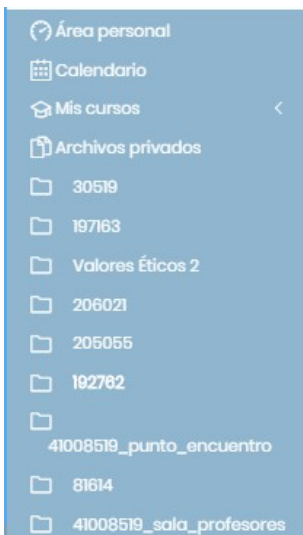 Área personal
Calendario
Mis cursos
Archivos privados
30519
197163
Valores Éticos 2
206021
205055
192762
41008519_punto_encuentro
81614
41008519_sala_profesores